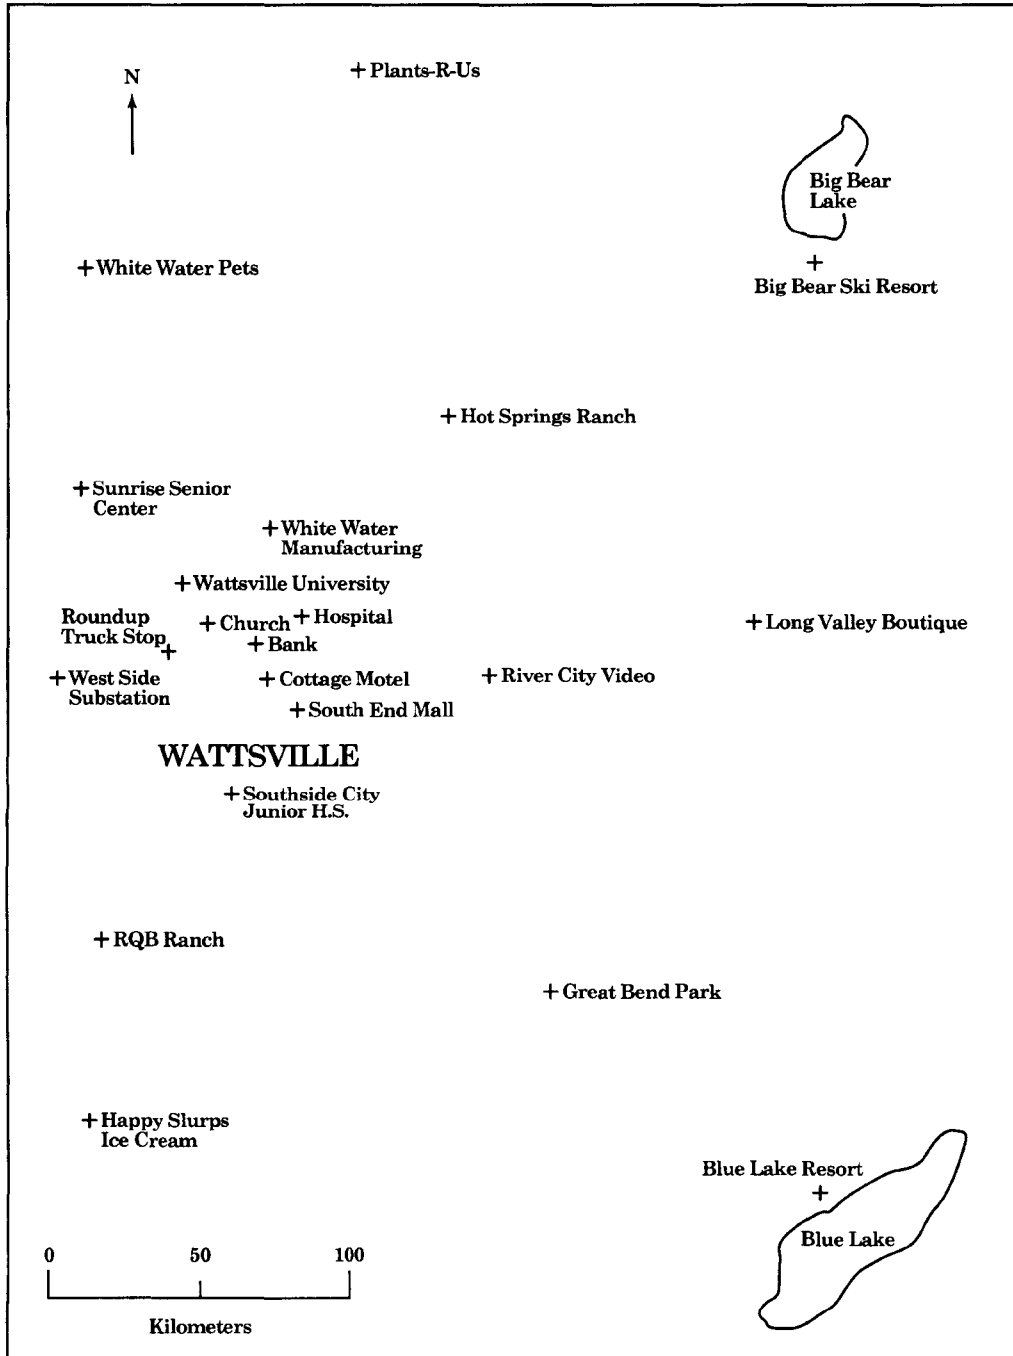 N
Plants-R-Us
Big Bear
Lake
White Water Pets
Big Bear Ski Resort
Hot Springs Ranch
Sunrise Senior
Center
White Water
Manufacturing
Wattsville University
Roundup
Truck Stop
Church
Hospital
Bank
Long Valley Boutique
West Side
Substation
Cottage Motel
River City Video
South End Mall
WATTSVILLE
Southside City
Junior H.S.
RQB Ranch
Great Bend Park
Happy Slurps
Ice Cream
Blue Lake Resort
Blue Lake
0 50 100
Kilometers